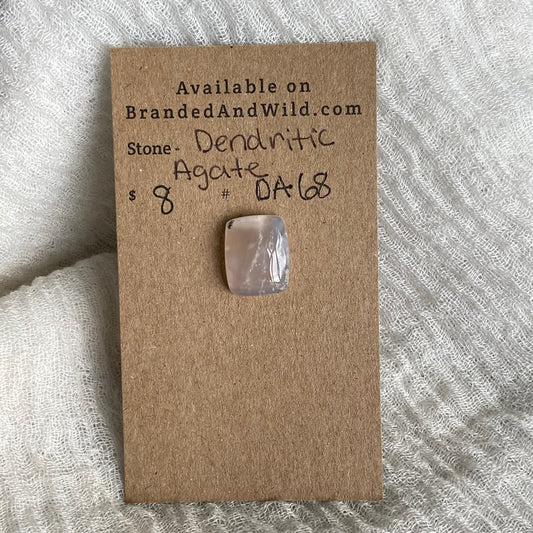 Available on
BrandedAndWild.com
Stone - Dendritic
Agate
$ 8 # DA68